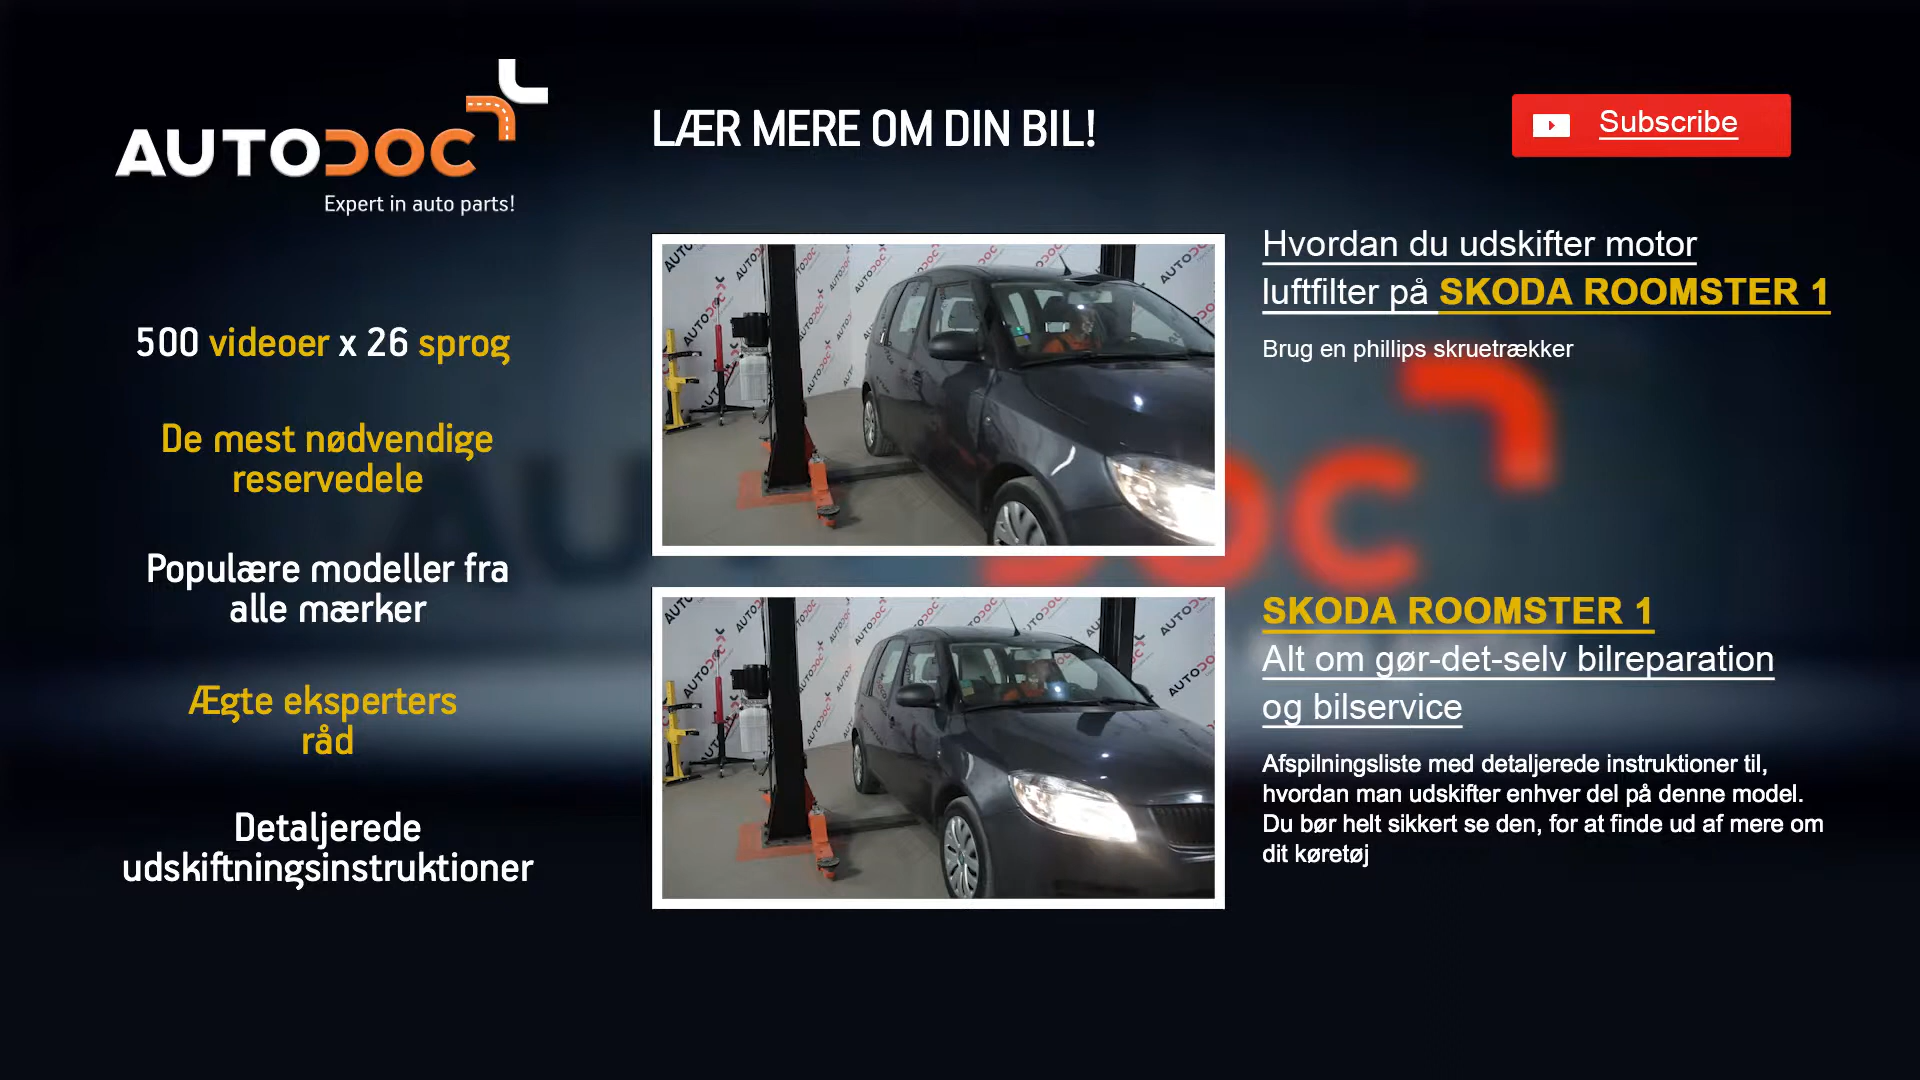 AUTODOC
Expert in auto parts!
500 videoer x 26 sprog
De mest nødvendige
reservedele
Populære modeller fra
alle mærker
Ægte eksperters
råd
Detaljerede
udskiftningsinstruktioner
LÆR MERE OM DIN BIL!
Subscribe
Hvordan du udskifter motor
luftfilter på SKODA ROOMSTER 1
Brug en phillips skruetrækker
SKODA ROOMSTER 1
Alt om gør-det-selv bilreparation
og bilservice
Afspilningsliste med detaljerede instruktioner til,
hvordan man udskifter enhver del på denne model.
Du bør helt sikkert se den, for at finde ud af mere om
dit køretøj